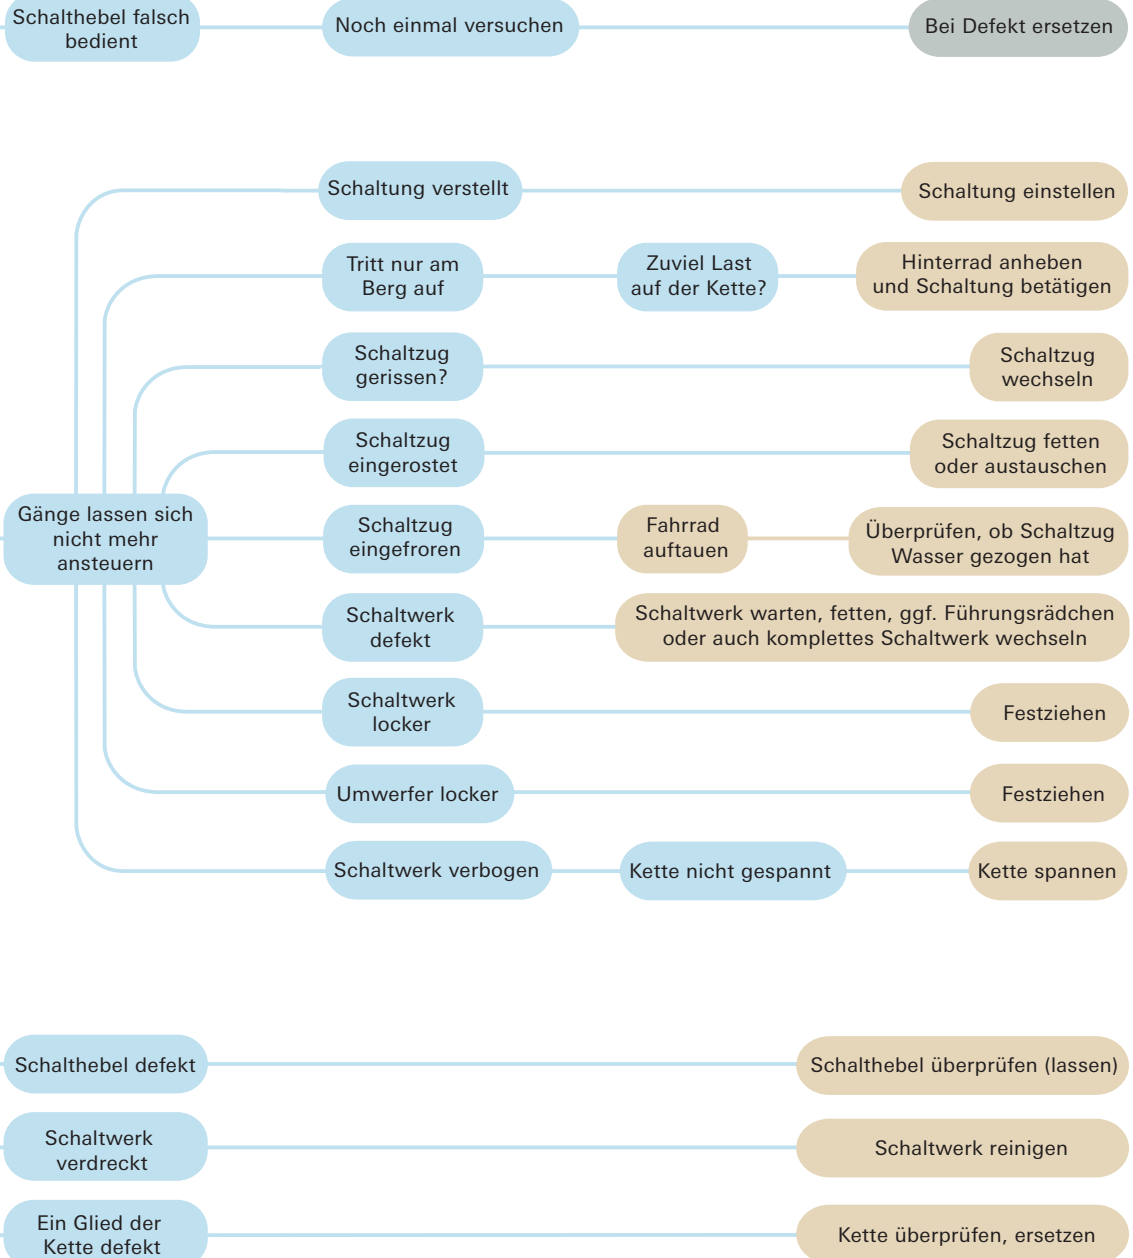 Schalthebel falsch
bedient
Noch einmal versuchen
Bei Defekt ersetzen
Schaltung verstellt
Schaltung einstellen
Tritt nur am
Berg auf
Zuviel Last
auf der Kette?
Hinterrad anheben
und Schaltung betätigen
Schaltzug
gerissen?
Schaltzug
wechseln
Schaltzug
eingerostet
Schaltzug fetten
oder austauschen
Gänge lassen sich
nicht mehr
ansteuern
Schaltzug
eingefroren
Fahrrad
auftauen
Überprüfen, ob Schaltzug
Wasser gezogen hat
Schaltwerk
defekt
Schaltwerk warten, fetten, ggf. Führungsrädchen
oder auch komplettes Schaltwerk wechseln
Schaltwerk
locker
Festziehen
Umwerfer locker
Festziehen
Schaltwerk verbogen
Kette nicht gespannt
Kette spannen
Schalthebel defekt
Schalthebel überprüfen (lassen)
Schaltwerk
verdreckt
Schaltwerk reinigen
Ein Glied der
Kette defekt
Kette überprüfen, ersetzen